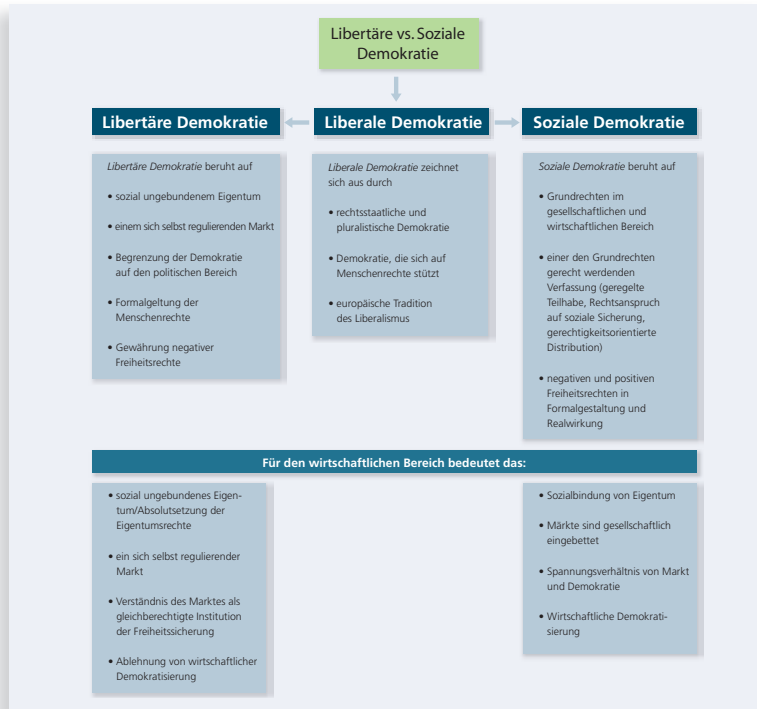 Libertäre vs. Soziale
Demokratie
Libertäre Demokratie
Liberale Demokratie
Soziale Demokratie
Libertäre Demokratie beruht auf
• sozial ungebundenem Eigentum
• einem sich selbst regulierenden Markt
• Begrenzung der Demokratie
auf den politischen Bereich
• Formalgeltung der
Menschenrechte
• Gewährung negativer
Freiheitsrechte
Liberale Demokratie zeichnet
sich aus durch
• rechtsstaatliche und
pluralistische Demokratie
• Demokratie, die sich auf
Menschenrechte stützt
• europäische Tradition
des Liberalismus
Soziale Demokratie beruht auf
• Grundrechten im
gesellschaftlichen und
wirtschaftlichen Bereich
• einer den Grundrechten
gerecht werdenden
Verfassung (geregelte
Teilhabe, Rechtsanspruch
auf soziale Sicherung,
gerechtigkeitsorientierte
Distribution)
• negativen und positiven
Freiheitsrechten in
Formalgestaltung und
Realwirkung
Für den wirtschaftlichen Bereich bedeutet das:
• sozial ungebundenes Eigen-
tum/Absolutsetzung der
Eigentumsrechte
• ein sich selbst regulierender
Markt
• Verständnis des Marktes als
gleichberechtigte Institution
der Freiheitssicherung
• Ablehnung von wirtschaftlicher
Demokratisierung
• Sozialbindung von Eigentum
• Märkte sind gesellschaftlich
eingebettet
• Spannungsverhältnis von Markt
und Demokratie
• Wirtschaftliche Demokrati-
sierung